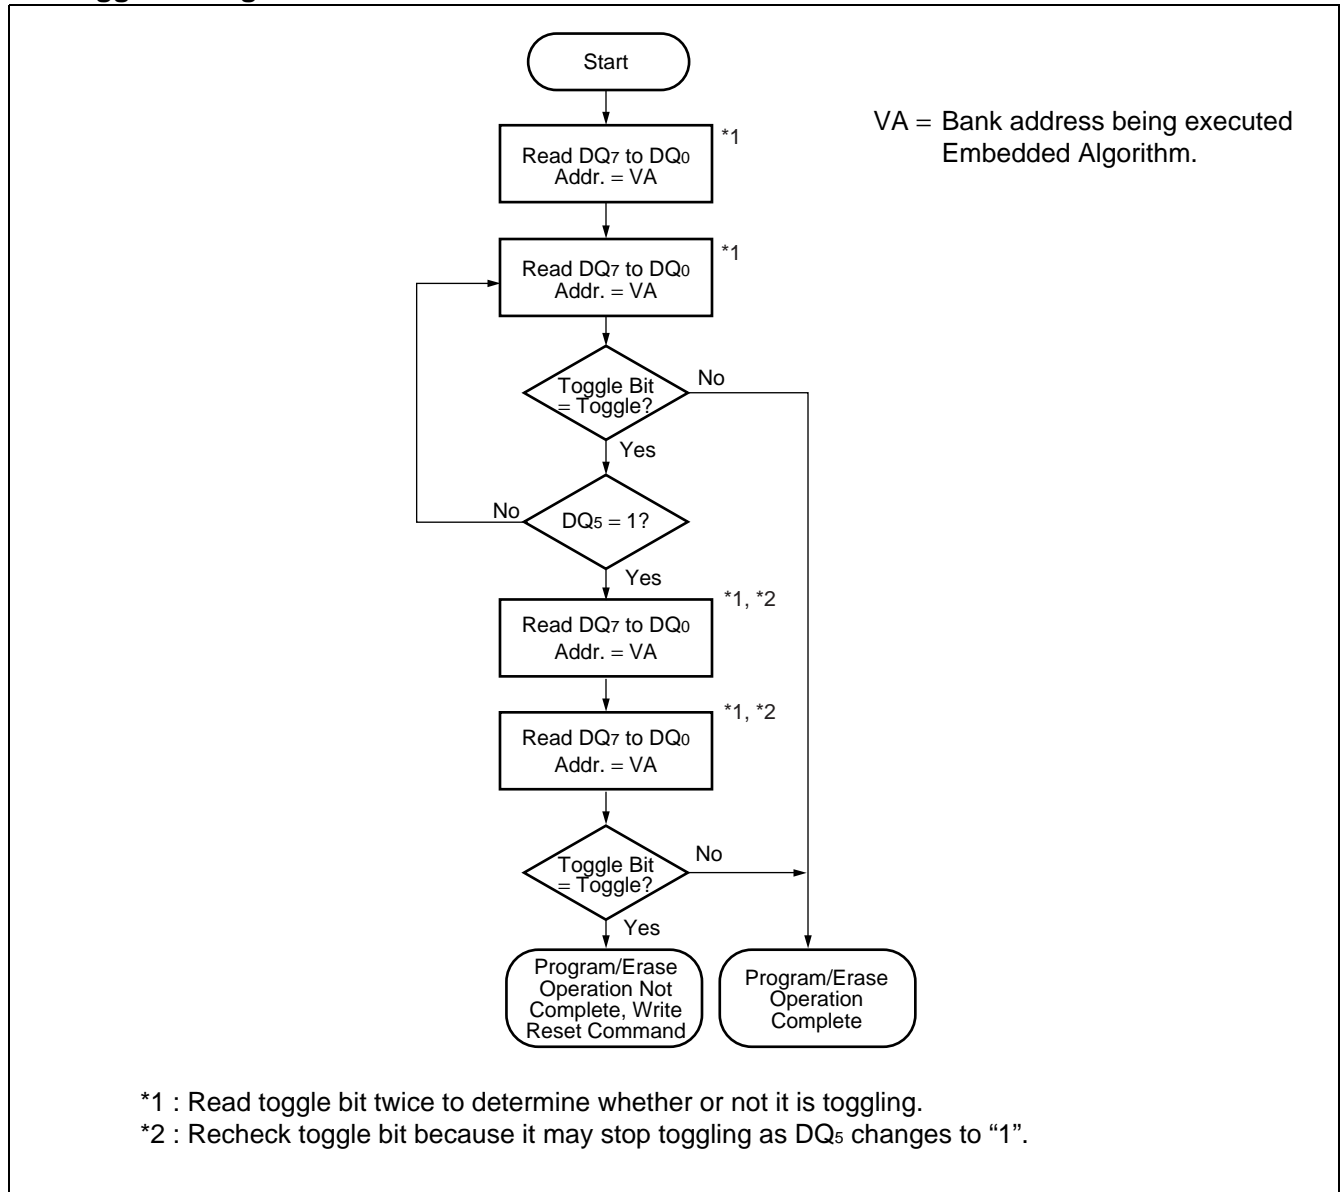 Start
VA = Bank address being executed
Embedded Algorithm.
*1
Read DQ7 to DQ0
Addr. = VA
*1
Read DQ7 to DQ0
Addr. = VA
Toggle Bit
= Toggle?
No
Yes
No
DQ5 = 1?
Yes
*1, *2
Read DQ7 to DQ0
Addr. = VA
*1, *2
Read DQ7 to DQ0
Addr. = VA
Toggle Bit
= Toggle?
No
Yes
Program/Erase
Operation Not
Complete, Write
Reset Command
Program/Erase
Operation
Complete
*1 : Read toggle bit twice to determine whether or not it is toggling.
*2 : Recheck toggle bit because it may stop toggling as DQ5 changes to “1”.